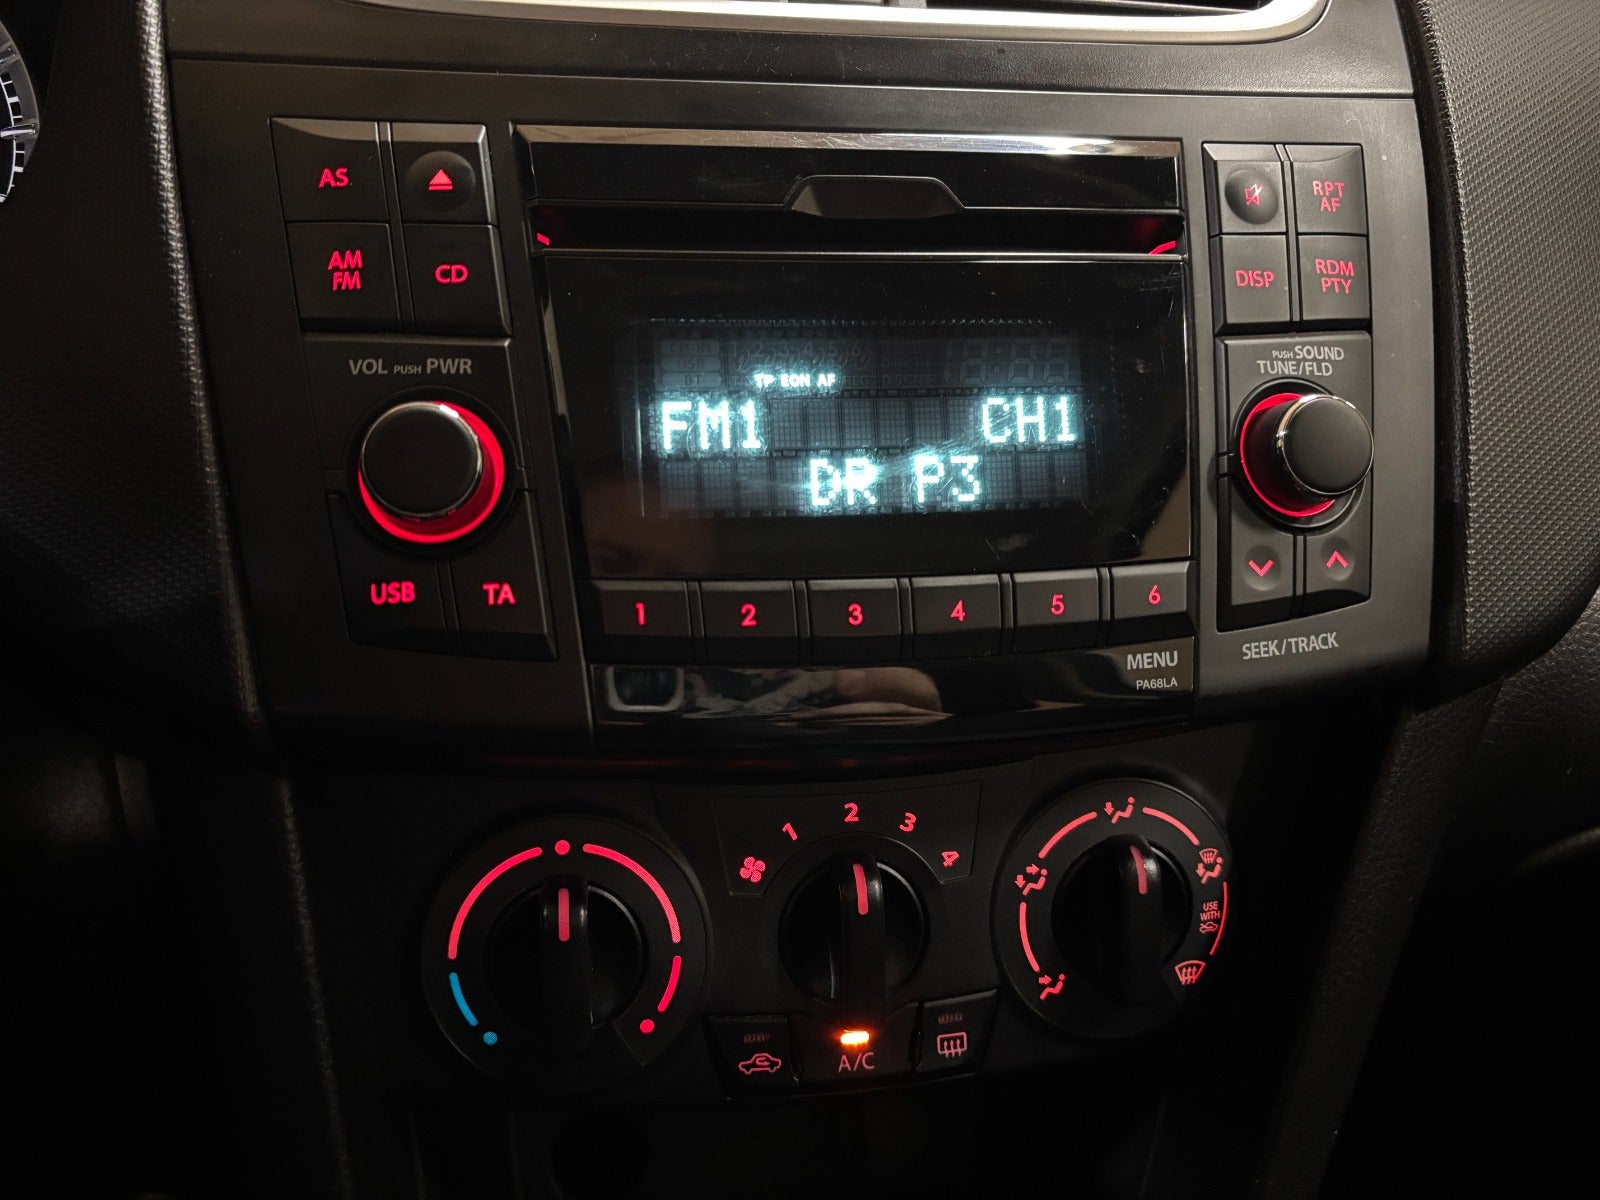 AS
AM
FM
CD
VOL PUSH PWR
USB
TA
TP EON AF
FM1 CH1
DR P3
1 2 3 4 5 6
MENU
PA68LA
RPT
AF
DISP
RDM
PTY
PUSH SOUND
TUNE/FLD
SEEK/TRACK
1 2 3 4
A/C
USE
WITH